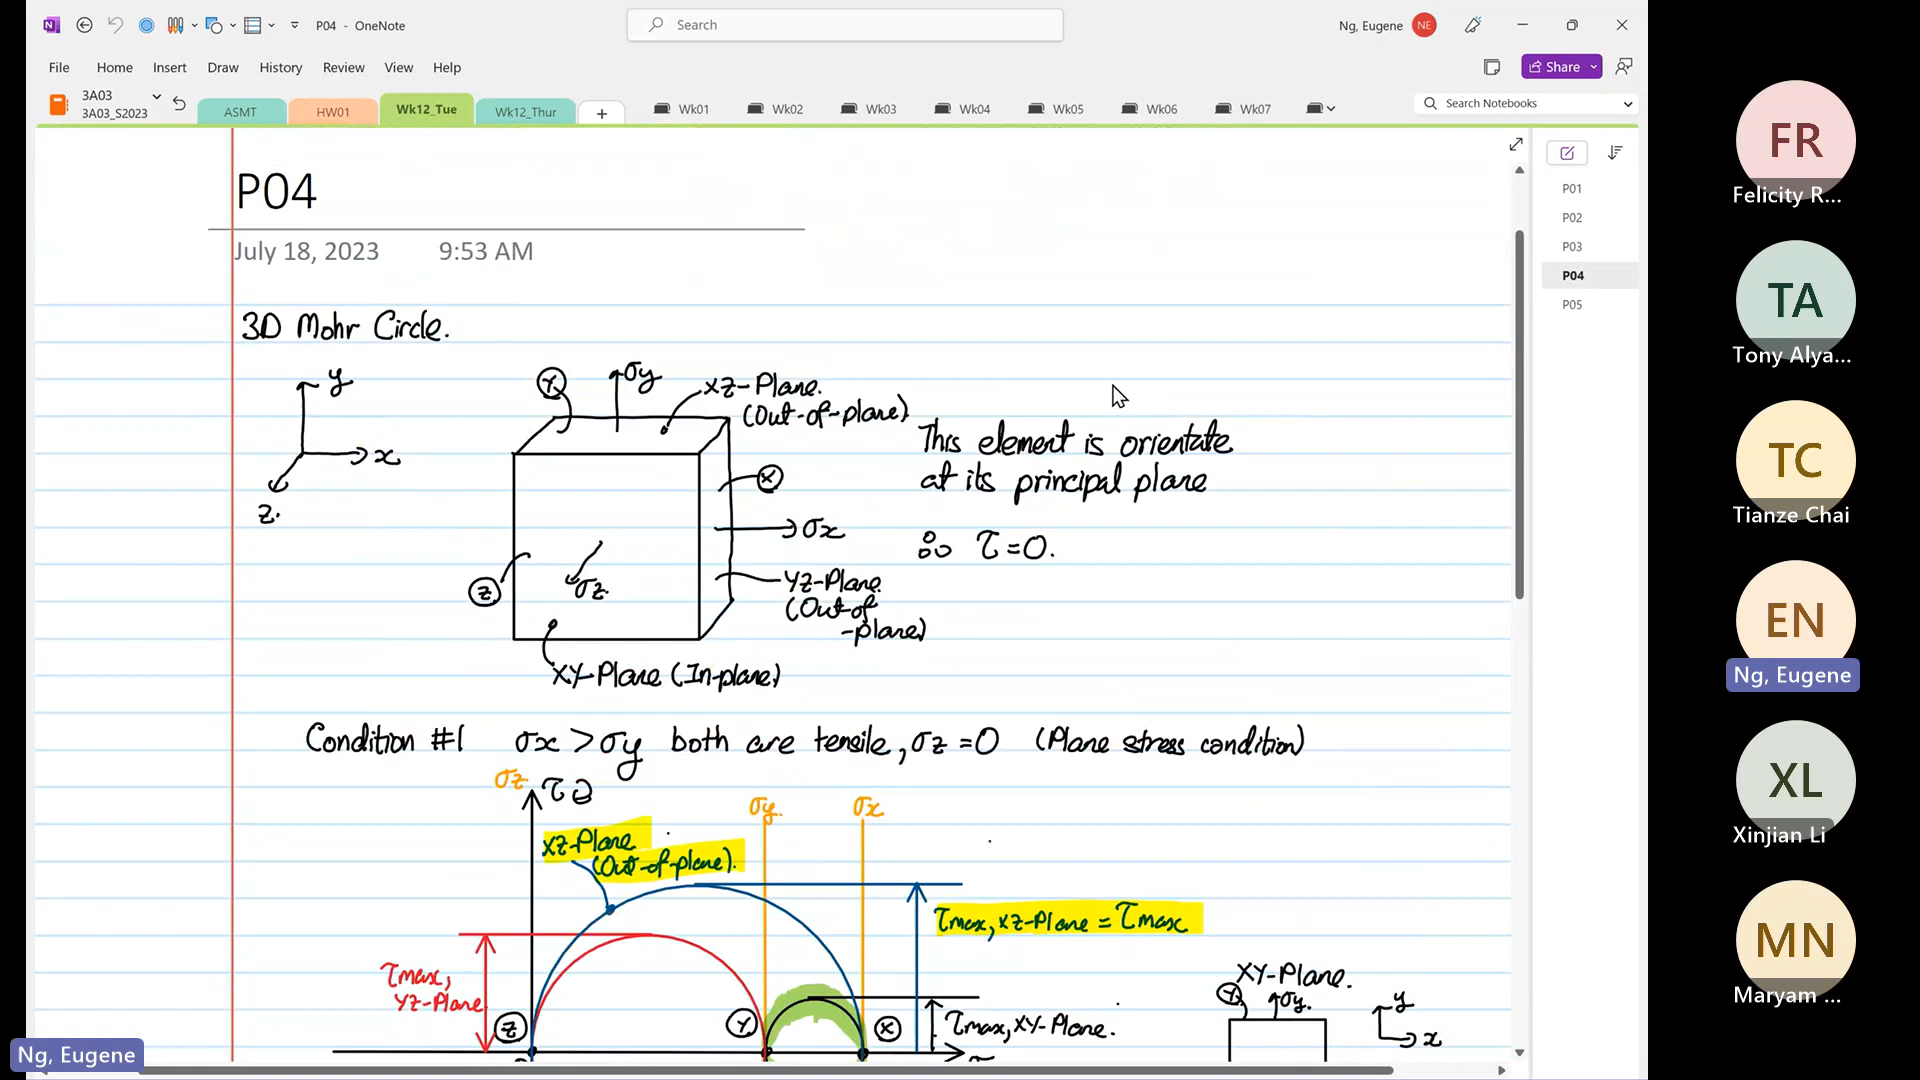 P04 - OneNote
Search
Ng, Eugene
NE
File Home Insert Draw History Review View Help
Share
3A03
3A03_S2023
ASMT
HW01
Wk12_Tue
Wk12_Thur
+
Wk01
Wk02
Wk03
Wk04
Wk05
Wk06
Wk07
Search Notebooks
P01
P02
P03
P04
P05
P04
July 18, 2023 9:53 AM
3D Mohr Circle.
y
x
z.
Y
σy
XZ-Plane.
(Out-of-plane)
X
σx
Z
σz.
YZ-Plane.
(Out-of
-plane)
XY-Plane (In-plane)
This element is orientate
at its principal plane
∴ τ=0.
Condition #1 σx > σy both are tensile, σz =0 (Plane stress condition)
σz
τ
σy.
σx
XZ-Plane
(Out-of-plane).
τmax, XZ-Plane = τmax
τmax,
YZ-Plane
Z
Y
X
τmax, XY-Plane.
XY-Plane.
Y
σy.
y
x
FR
Felicity R...
TA
Tony Alya...
TC
Tianze Chai
EN
Ng, Eugene
XL
Xinjian Li
MN
Maryam ...
Ng, Eugene